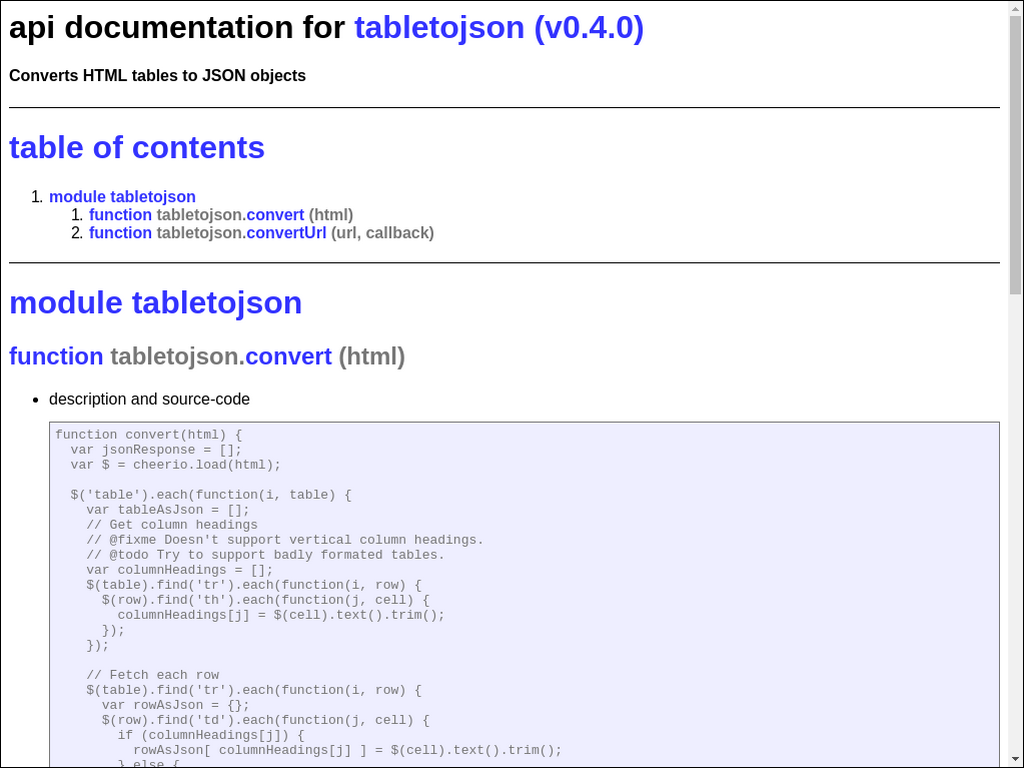 api documentation for tabletojson (v0.4.0)
Converts HTML tables to JSON objects
table of contents
1. module tabletojson
1. function tabletojson.convert (html)
2. function tabletojson.convertUrl (url, callback)
module tabletojson
function tabletojson.convert (html)
• description and source-code
function convert(html) {
  var jsonResponse = [];
  var $ = cheerio.load(html);

  $('table').each(function(i, table) {
    var tableAsJson = [];
    // Get column headings
    // @fixme Doesn't support vertical column headings.
    // @todo Try to support badly formated tables.
    var columnHeadings = [];
    $(table).find('tr').each(function(i, row) {
      $(row).find('th').each(function(j, cell) {
        columnHeadings[j] = $(cell).text().trim();
      });
    });

    // Fetch each row
    $(table).find('tr').each(function(i, row) {
      var rowAsJson = {};
      $(row).find('td').each(function(j, cell) {
        if (columnHeadings[j]) {
          rowAsJson[ columnHeadings[j] ] = $(cell).text().trim();
        } else {